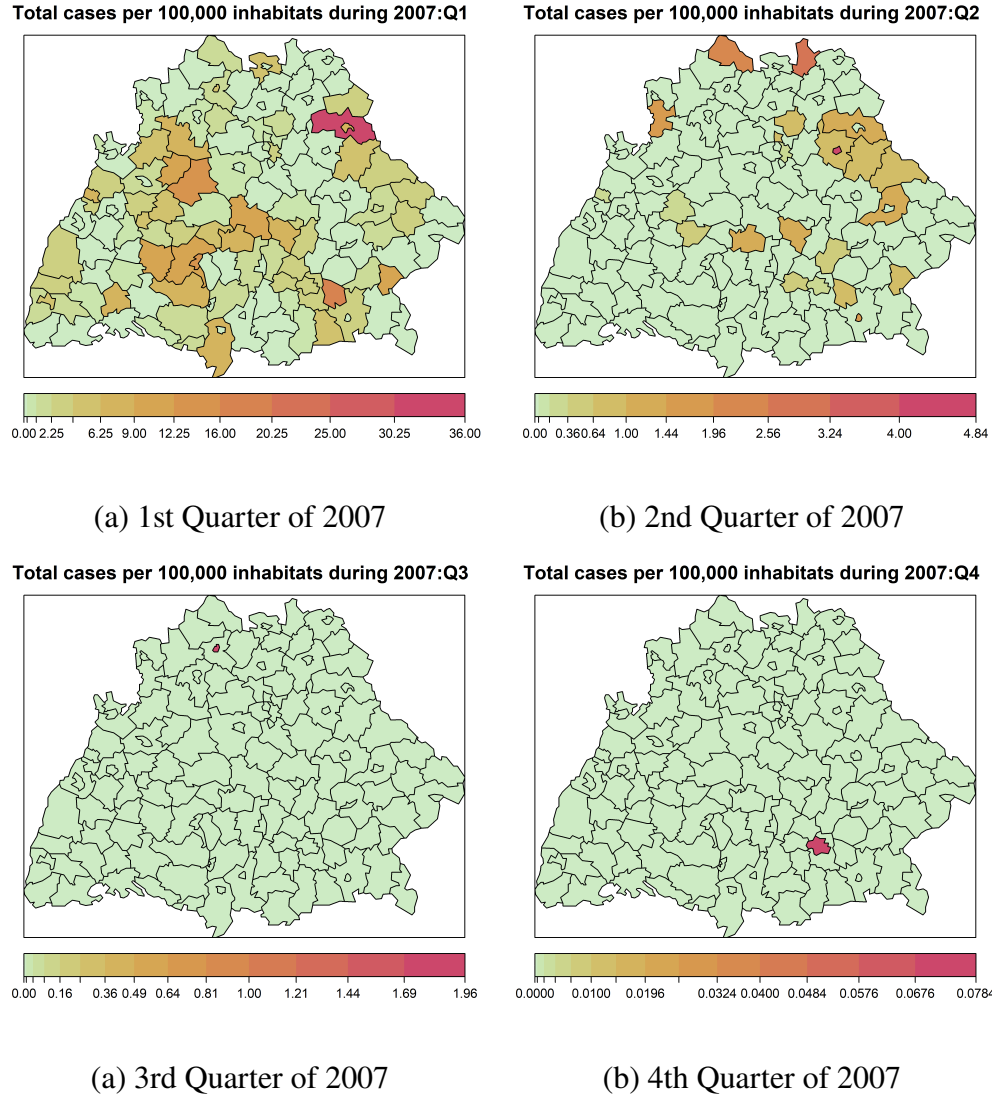 Total cases per 100,000 inhabitats during 2007:Q1
0.00 2.25 6.25 9.00 12.25 16.00 20.25 25.00 30.25 36.00
(a) 1st Quarter of 2007
Total cases per 100,000 inhabitats during 2007:Q2
0.00 0.36 0.64 1.00 1.44 1.96 2.56 3.24 4.00 4.84
(b) 2nd Quarter of 2007
Total cases per 100,000 inhabitats during 2007:Q3
0.00 0.16 0.36 0.49 0.64 0.81 1.00 1.21 1.44 1.69 1.96
(a) 3rd Quarter of 2007
Total cases per 100,000 inhabitats during 2007:Q4
0.0000 0.0100 0.0196 0.0324 0.0400 0.0484 0.0576 0.0676 0.0784
(b) 4th Quarter of 2007